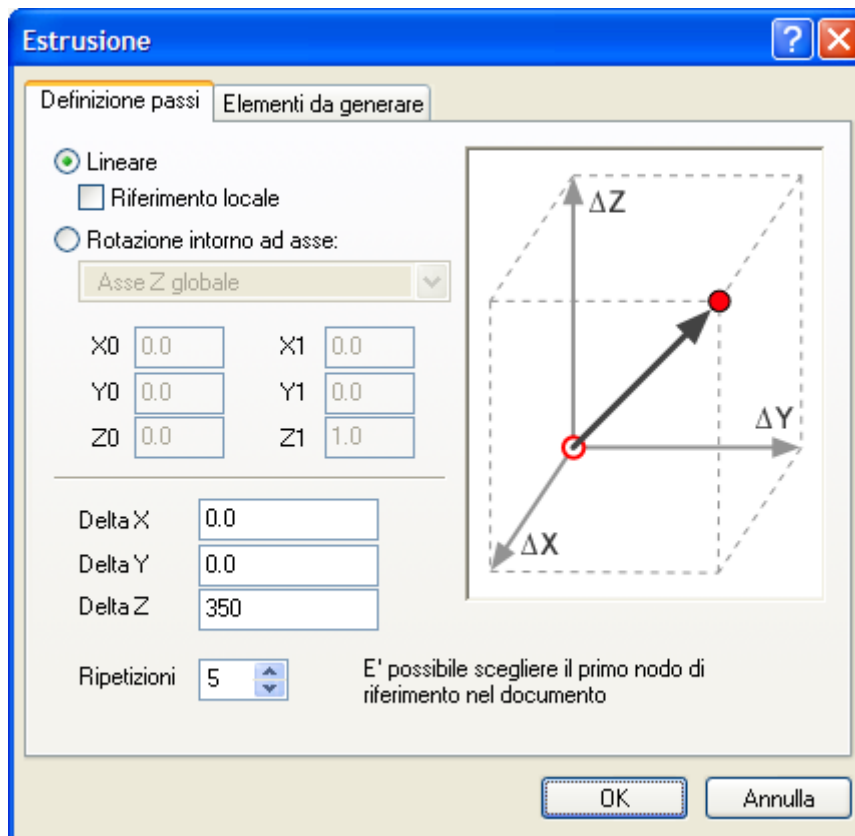 Estrusione
Definizione passi
Elementi da generare
Lineare
Riferimento locale
Rotazione intorno ad asse:
Asse Z globale
X0 0.0 X1 0.0
Y0 0.0 Y1 0.0
Z0 0.0 Z1 1.0
ΔZ
ΔY
ΔX
Delta X 0.0
Delta Y 0.0
Delta Z 350
Ripetizioni 5
E' possibile scegliere il primo nodo di
riferimento nel documento
OK
Annulla